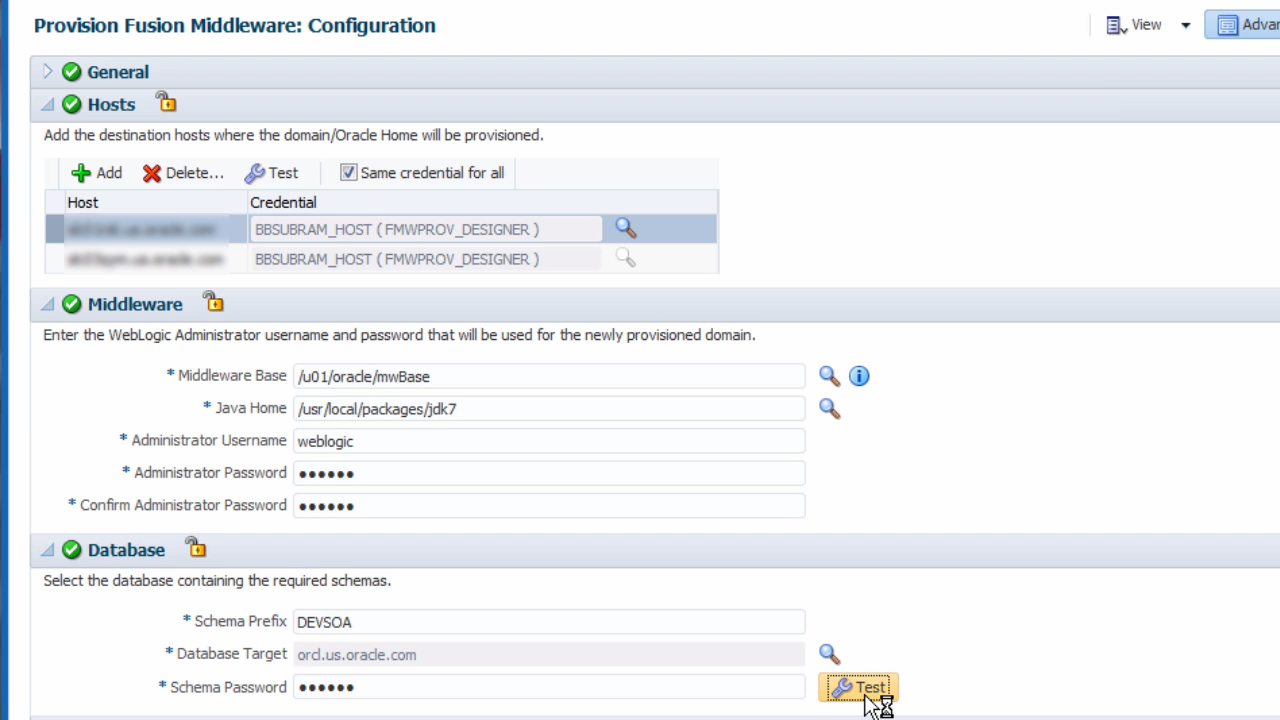 Provision Fusion Middleware: Configuration
View
General
Hosts
Add the destination hosts where the domain/Oracle Home will be provisioned.
Add Delete... Test Same credential for all
Host Credential
BBSUBRAM_HOST ( FMWPROV_DESIGNER )
BBSUBRAM_HOST ( FMWPROV_DESIGNER )
Middleware
Enter the WebLogic Administrator username and password that will be used for the newly provisioned domain.
* Middleware Base /u01/oracle/mwBase
* Java Home /usr/local/packages/jdk7
* Administrator Username weblogic
* Administrator Password ••••••
* Confirm Administrator Password ••••••
Database
Select the database containing the required schemas.
* Schema Prefix DEVSOA
* Database Target orcl.us.oracle.com
* Schema Password •••••• Test